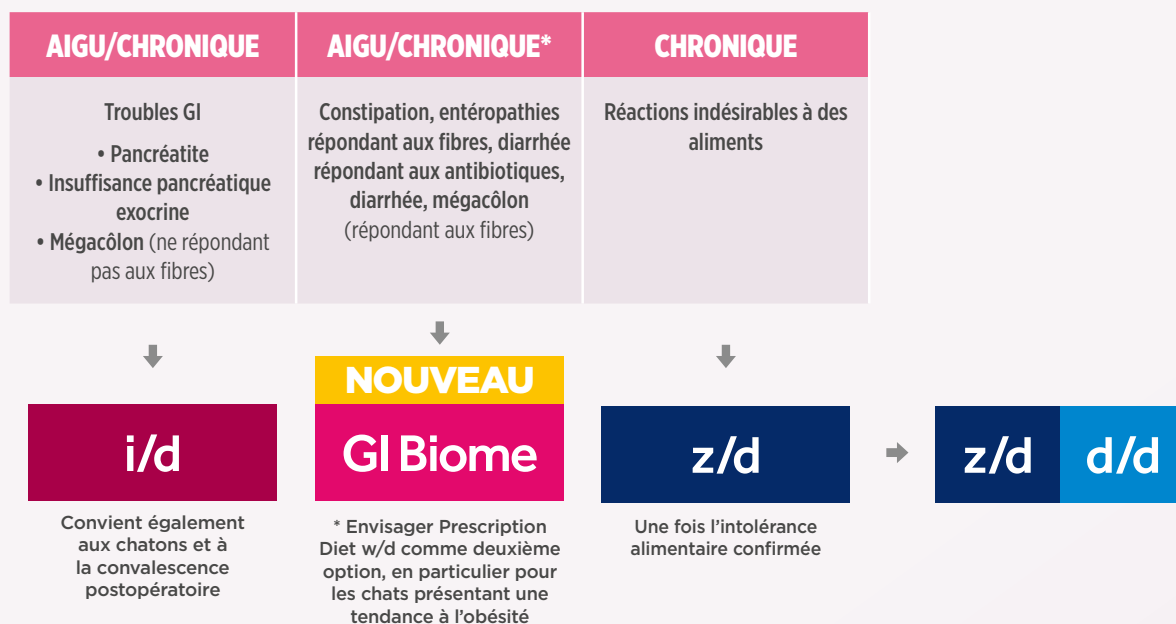 AIGU/CHRONIQUE
Troubles GI
• Pancréatite
• Insuffisance pancréatique
exocrine
• Mégacôlon (ne répondant
pas aux fibres)
i/d
Convient également
aux chatons et à
la convalescence
postopératoire
AIGU/CHRONIQUE*
Constipation, entéropathies
répondant aux fibres, diarrhée
répondant aux antibiotiques,
diarrhée, mégacôlon
(répondant aux fibres)
NOUVEAU
GI Biome
* Envisager Prescription
Diet w/d comme deuxième
option, en particulier pour
les chats présentant une
tendance à l’obésité
CHRONIQUE
Réactions indésirables à des
aliments
z/d
Une fois l’intolérance
alimentaire confirmée
z/d d/d